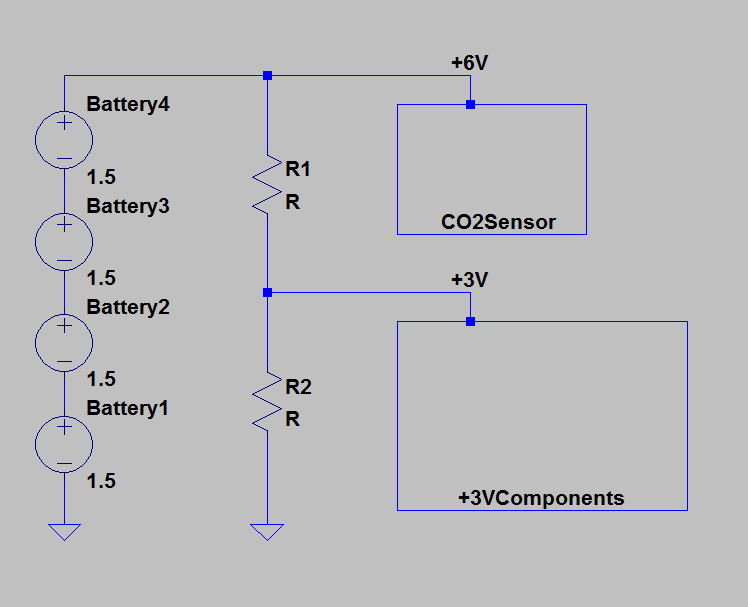 +6V
Battery4
R1
1.5
R
Battery3
CO2Sensor
1.5
+3V
Battery2
1.5
R2
Battery1
R
1.5
+3VComponents